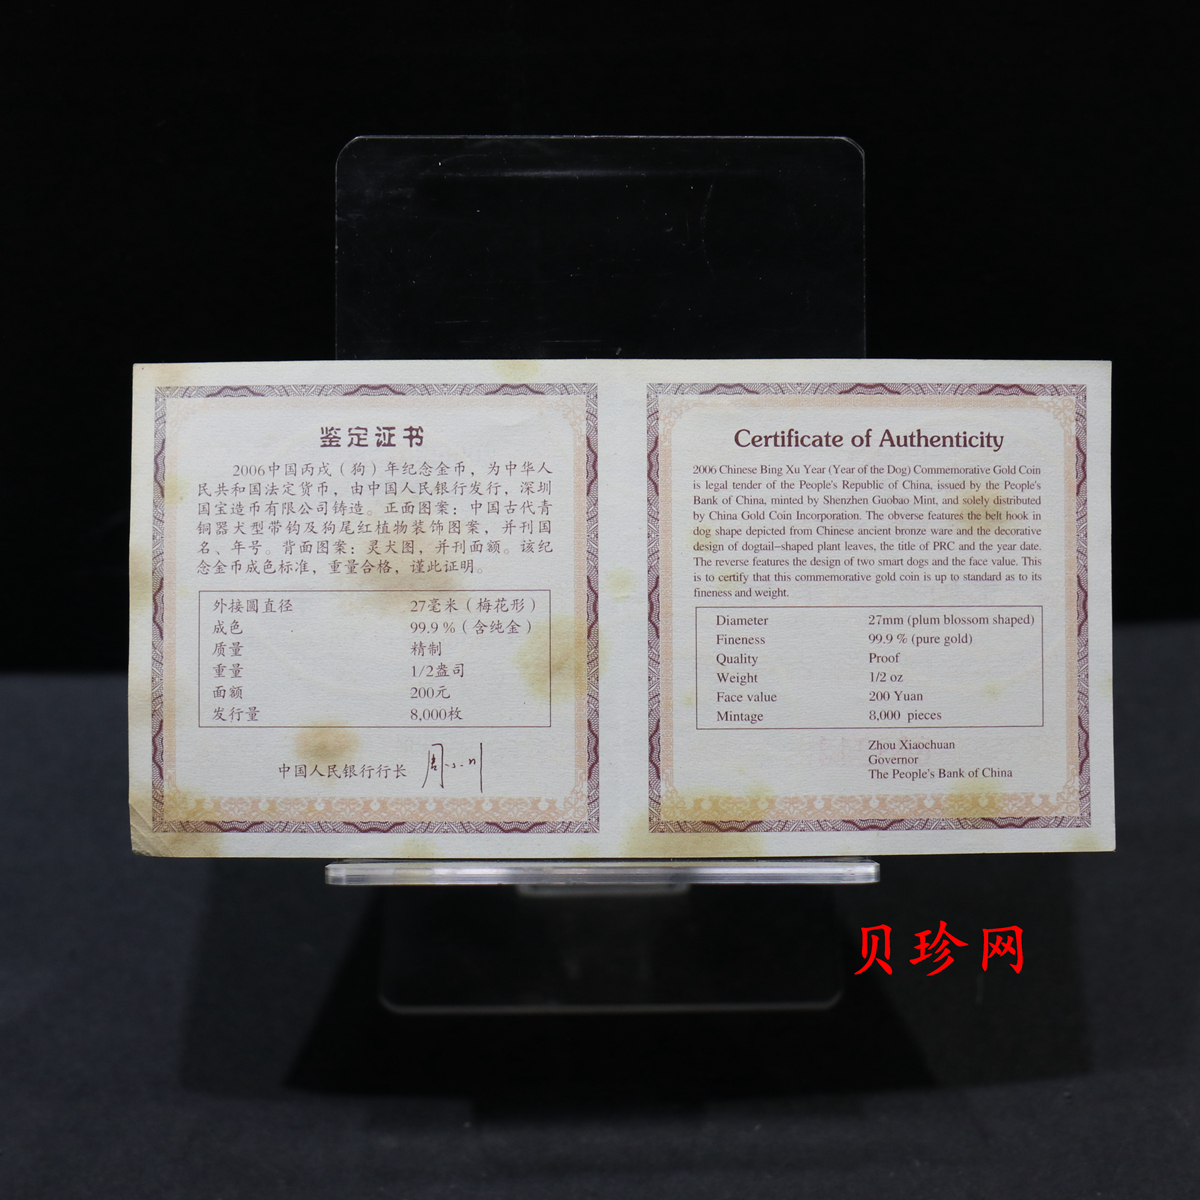 鉴定证书
2006中国丙戌（狗）年纪念金币，为中华人
民共和国法定货币，由中国人民银行发行，深圳
国宝造币有限公司铸造。正面图案：中国古代青
铜器犬型带钩及狗尾红植物装饰图案，并刊国
名、年号。背面图案：灵犬图，并刊面额。该纪
念金币成色标准，重量合格，谨此证明。
外接圆直径 27毫米（梅花形）
成色 99.9％（含纯金）
质量 精制
重量 1/2盎司
面额 200元
发行量 8,000枚
中国人民银行行长 周小川
Certificate of Authenticity
2006 Chinese Bing Xu Year (Year of the Dog) Commemorative Gold Coin
is legal tender of the People's Republic of China, issued by the People's
Bank of China, minted by Shenzhen Guobao Mint, and solely distributed
by China Gold Coin Incorporation. The obverse features the belt hook in
dog shape depicted from Chinese ancient bronze ware and the decorative
design of dogtail-shaped plant leaves, the title of PRC and the year date.
The reverse features the design of two smart dogs and the face value. This
is to certify that this commemorative gold coin is up to standard as to its
fineness and weight.
Diameter 27mm (plum blossom shaped)
Fineness 99.9 % (pure gold)
Quality Proof
Weight 1/2 oz
Face value 200 Yuan
Mintage 8,000 pieces
Zhou Xiaochuan
Governor
The People's Bank of China
贝珍网